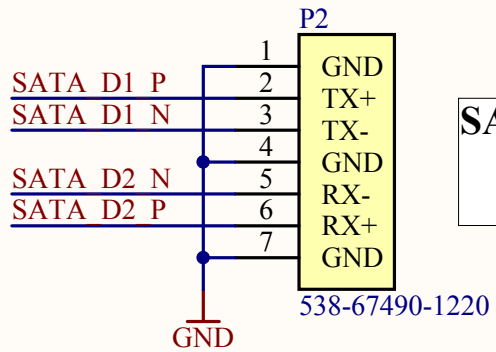 P2
1 GND
SATA_D1_P 2 TX+
SATA_D1_N 3 TX-
4 GND
SATA_D2_N 5 RX-
SATA_D2_P 6 RX+
7 GND
538-67490-1220
GND